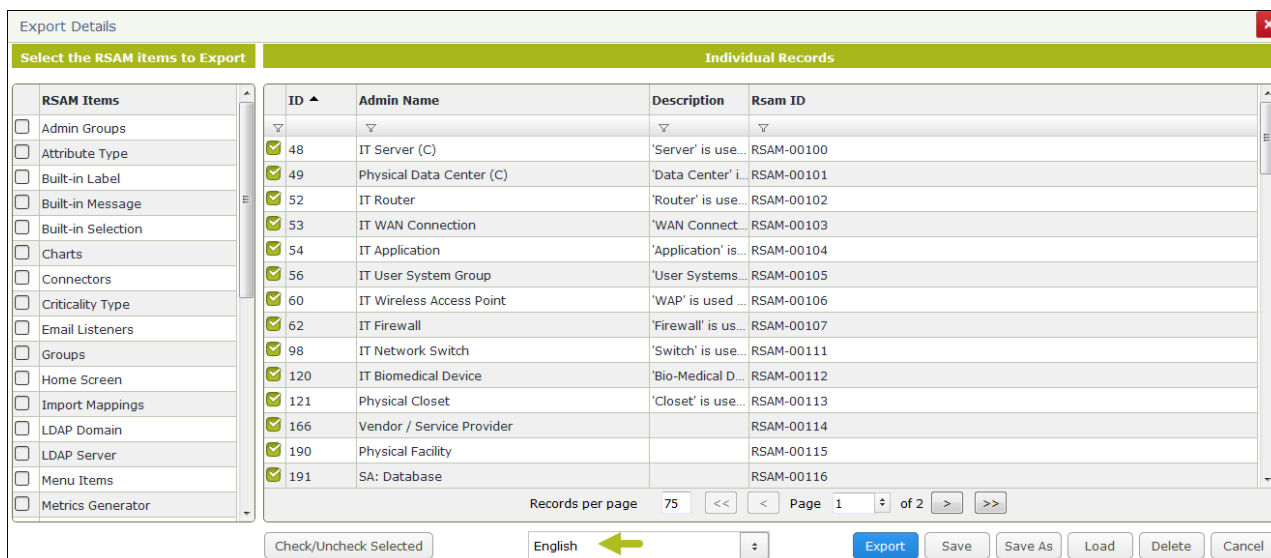 Export Details
Select the RSAM items to Export
Individual Records
RSAM Items
Admin Groups
Attribute Type
Built-in Label
Built-in Message
Built-in Selection
Charts
Connectors
Criticality Type
Email Listeners
Groups
Home Screen
Import Mappings
LDAP Domain
LDAP Server
Menu Items
Metrics Generator
ID Admin Name Description Rsam ID
48 IT Server (C) 'Server' is use... RSAM-00100
49 Physical Data Center (C) 'Data Center' i... RSAM-00101
52 IT Router 'Router' is use... RSAM-00102
53 IT WAN Connection 'WAN Connect... RSAM-00103
54 IT Application 'Application' is... RSAM-00104
56 IT User System Group 'User Systems... RSAM-00105
60 IT Wireless Access Point 'WAP' is used ... RSAM-00106
62 IT Firewall 'Firewall' is us... RSAM-00107
98 IT Network Switch 'Switch' is use... RSAM-00111
120 IT Biomedical Device 'Bio-Medical D... RSAM-00112
121 Physical Closet 'Closet' is use... RSAM-00113
166 Vendor / Service Provider RSAM-00114
190 Physical Facility RSAM-00115
191 SA: Database RSAM-00116
Records per page 75 << < Page 1 of 2 > >>
Check/Uncheck Selected English Export Save Save As Load Delete Cancel